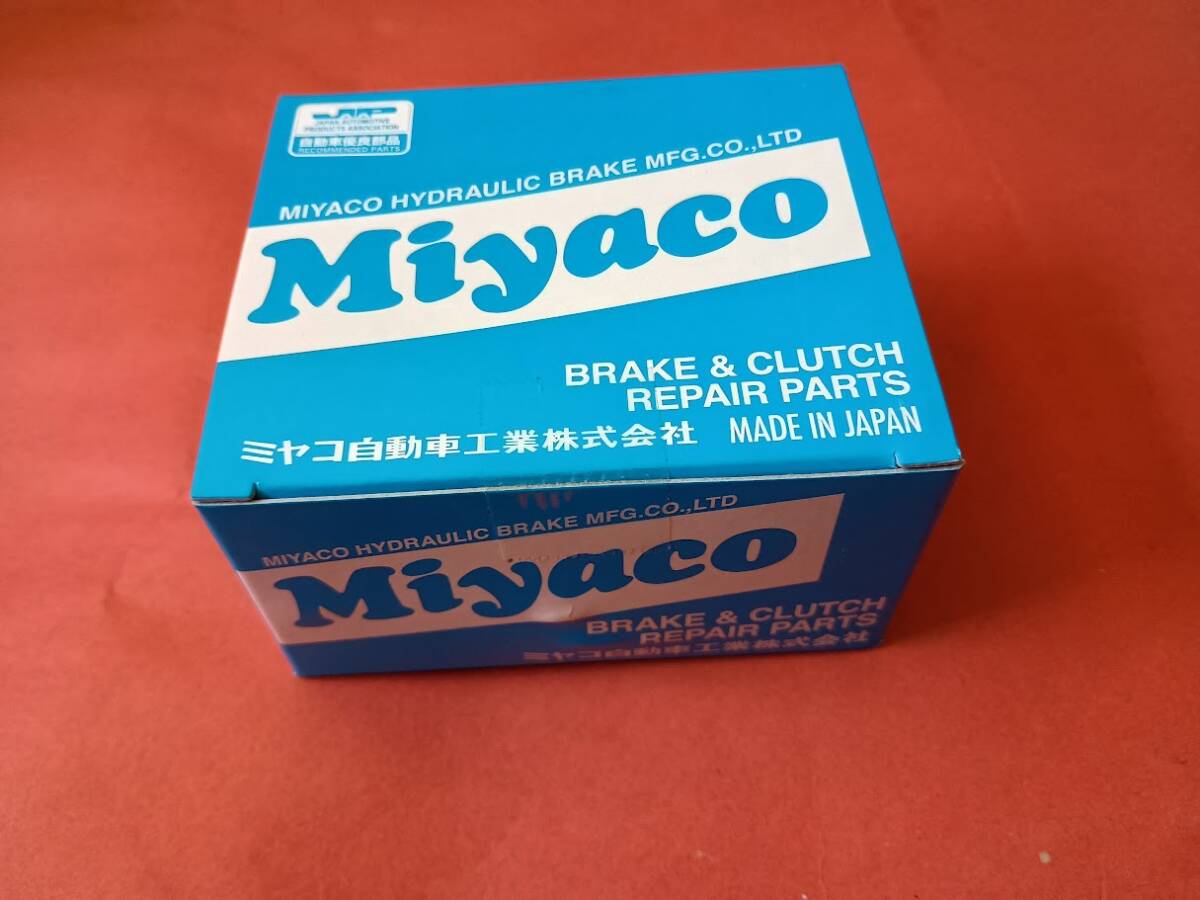 JAPAN AUTOMOTIVE
PRODUCTS ASSOCIATION
自動車優良部品
RECOMMENDED PARTS
MIYACO HYDRAULIC BRAKE MFG.CO.,LTD
Miyaco
BRAKE & CLUTCH
REPAIR PARTS
ミヤコ自動車工業株式会社 MADE IN JAPAN
MIYACO HYDRAULIC BRAKE MFG.CO.,LTD
Miyaco
BRAKE & CLUTCH
REPAIR PARTS
ミヤコ自動車工業株式会社